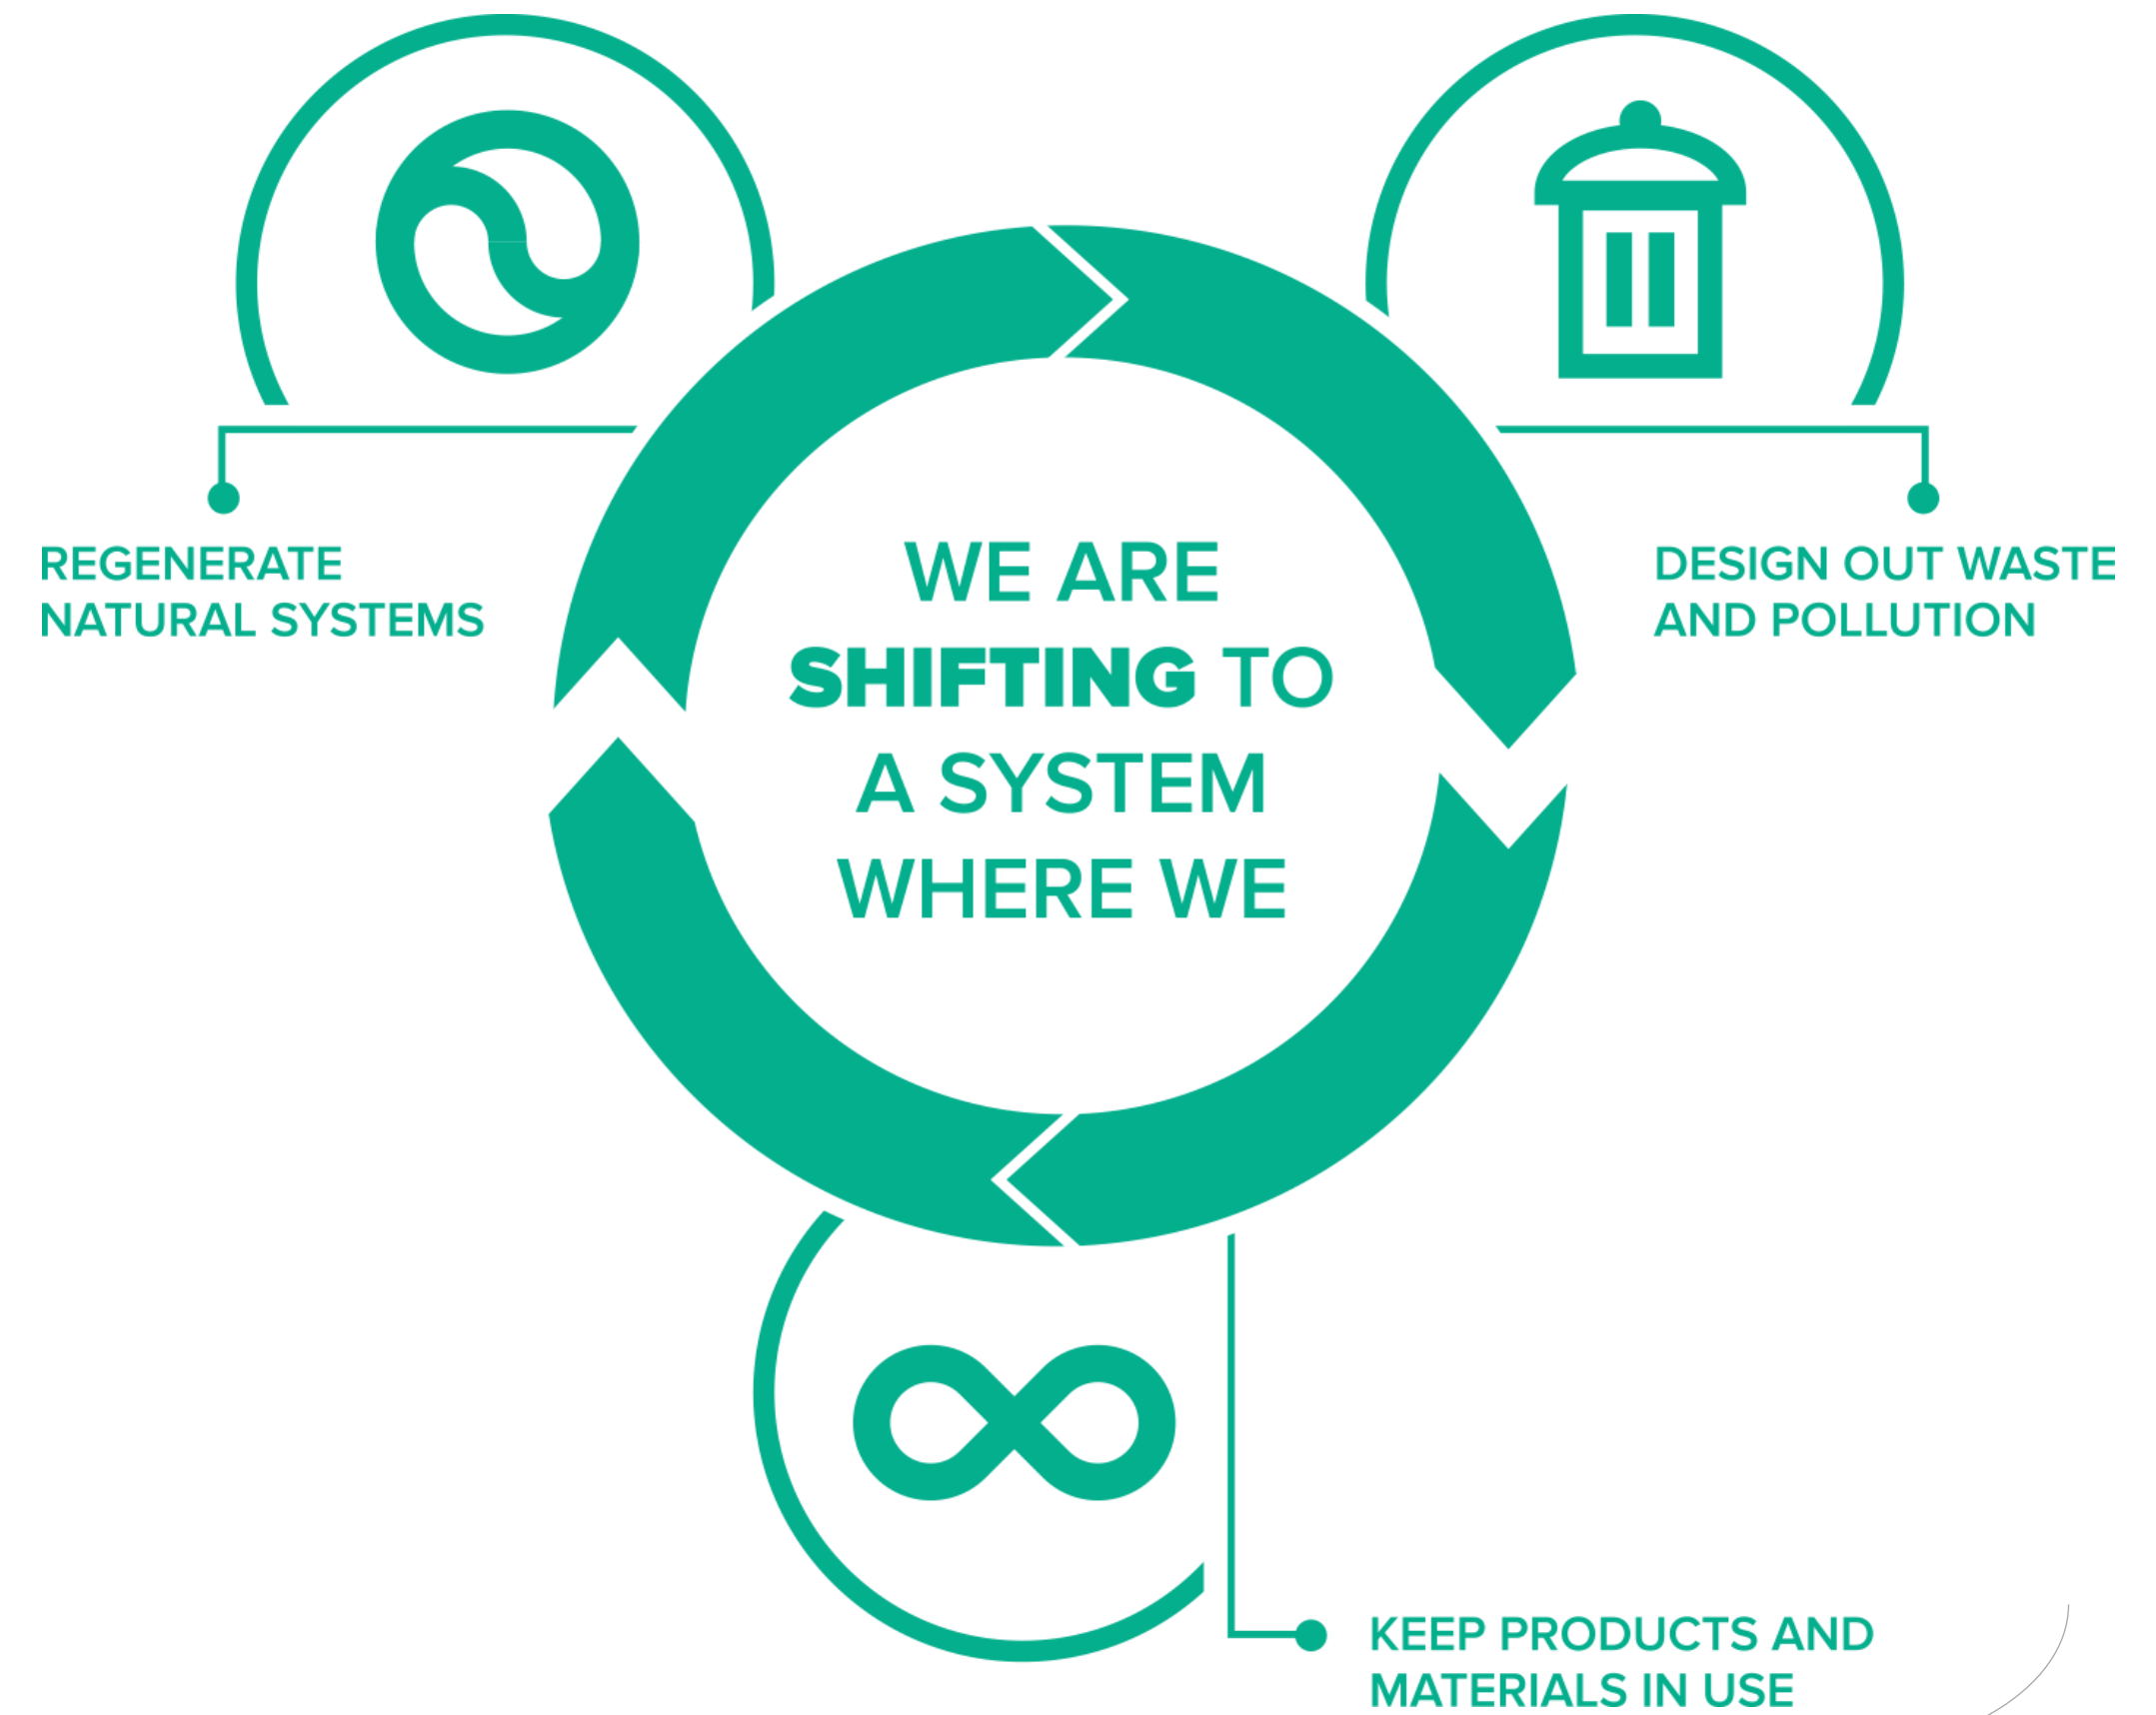 REGENERATE
NATURAL SYSTEMS
WE ARE
SHIFTING TO
A SYSTEM
WHERE WE
DESIGN OUT WASTE
AND POLLUTION
KEEP PRODUCTS AND
MATERIALS IN USE